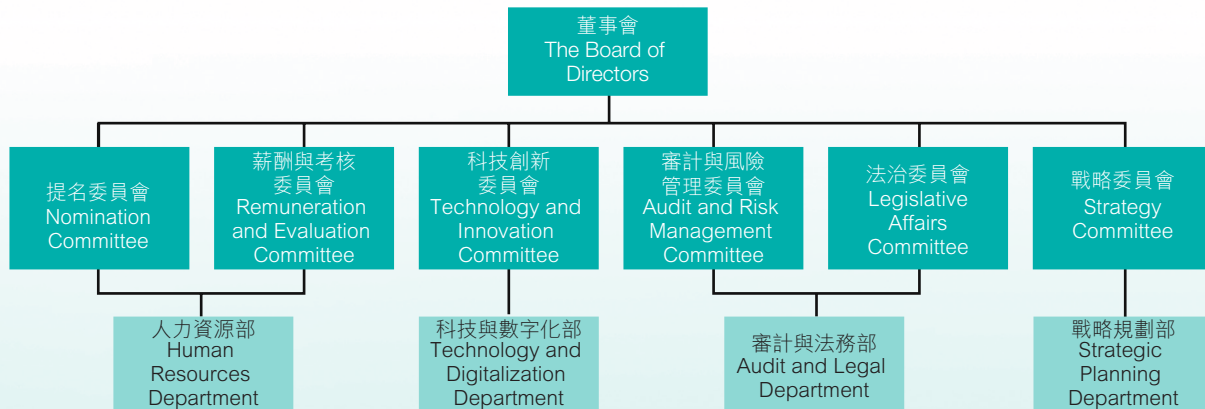 董事會
The Board of
Directors
提名委員會
Nomination
Committee
薪酬與考核
委員會
Remuneration
and Evaluation
Committee
科技創新
委員會
Technology and
Innovation
Committee
審計與風險
管理委員會
Audit and Risk
Management
Committee
法治委員會
Legislative
Affairs
Committee
戰略委員會
Strategy
Committee
人力資源部
Human
Resources
Department
科技與數字化部
Technology and
Digitalization
Department
審計與法務部
Audit and Legal
Department
戰略規劃部
Strategic
Planning
Department